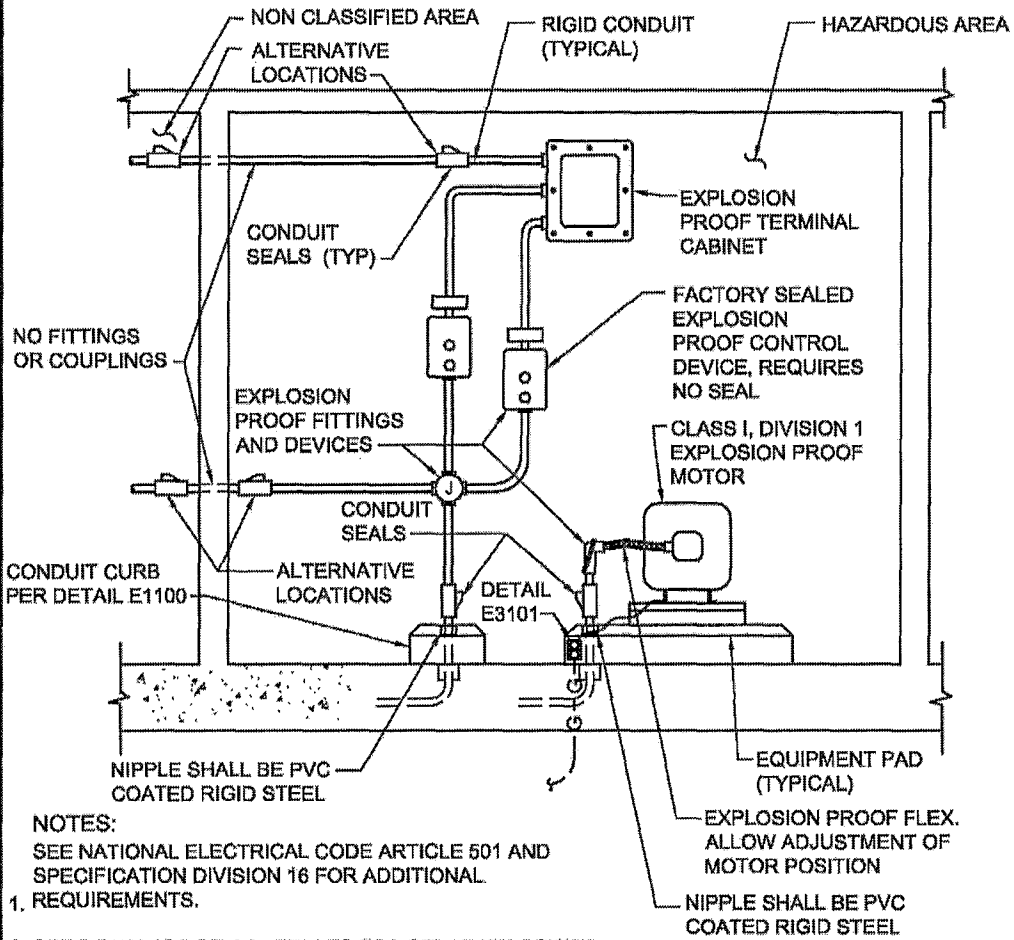 NON CLASSIFIED AREA
ALTERNATIVE
LOCATIONS
RIGID CONDUIT
(TYPICAL)
HAZARDOUS AREA
CONDUIT
SEALS (TYP)
EXPLOSION
PROOF TERMINAL
CABINET
NO FITTINGS
OR COUPLINGS
FACTORY SEALED
EXPLOSION
PROOF CONTROL
DEVICE, REQUIRES
NO SEAL
EXPLOSION
PROOF FITTINGS
AND DEVICES
CLASS I, DIVISION 1
EXPLOSION PROOF
MOTOR
J
CONDUIT
SEALS
CONDUIT CURB
PER DETAIL E1100
ALTERNATIVE
LOCATIONS
DETAIL
E3101
G
G
NIPPLE SHALL BE PVC
COATED RIGID STEEL
EQUIPMENT PAD
(TYPICAL)
EXPLOSION PROOF FLEX.
ALLOW ADJUSTMENT OF
MOTOR POSITION
NIPPLE SHALL BE PVC
COATED RIGID STEEL
NOTES:
SEE NATIONAL ELECTRICAL CODE ARTICLE 501 AND
SPECIFICATION DIVISION 16 FOR ADDITIONAL
1. REQUIREMENTS.